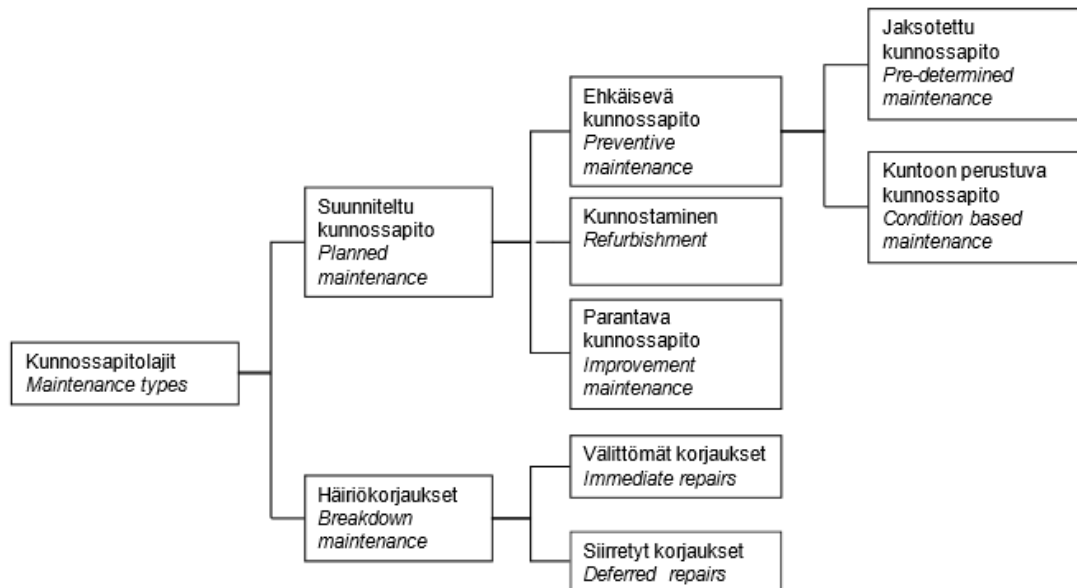 Kunnossapitolajit
Maintenance types
Suunniteltu
kunnossapito
Planned
maintenance
Häiriökorjaukset
Breakdown
maintenance
Ehkäisevä
kunnossapito
Preventive
maintenance
Kunnostaminen
Refurbishment
Parantava
kunnossapito
Improvement
maintenance
Välittömät korjaukset
Immediate repairs
Siirretyt korjaukset
Deferred repairs
Jaksotettu
kunnossapito
Pre-determined
maintenance
Kuntoon perustuva
kunnossapito
Condition based
maintenance